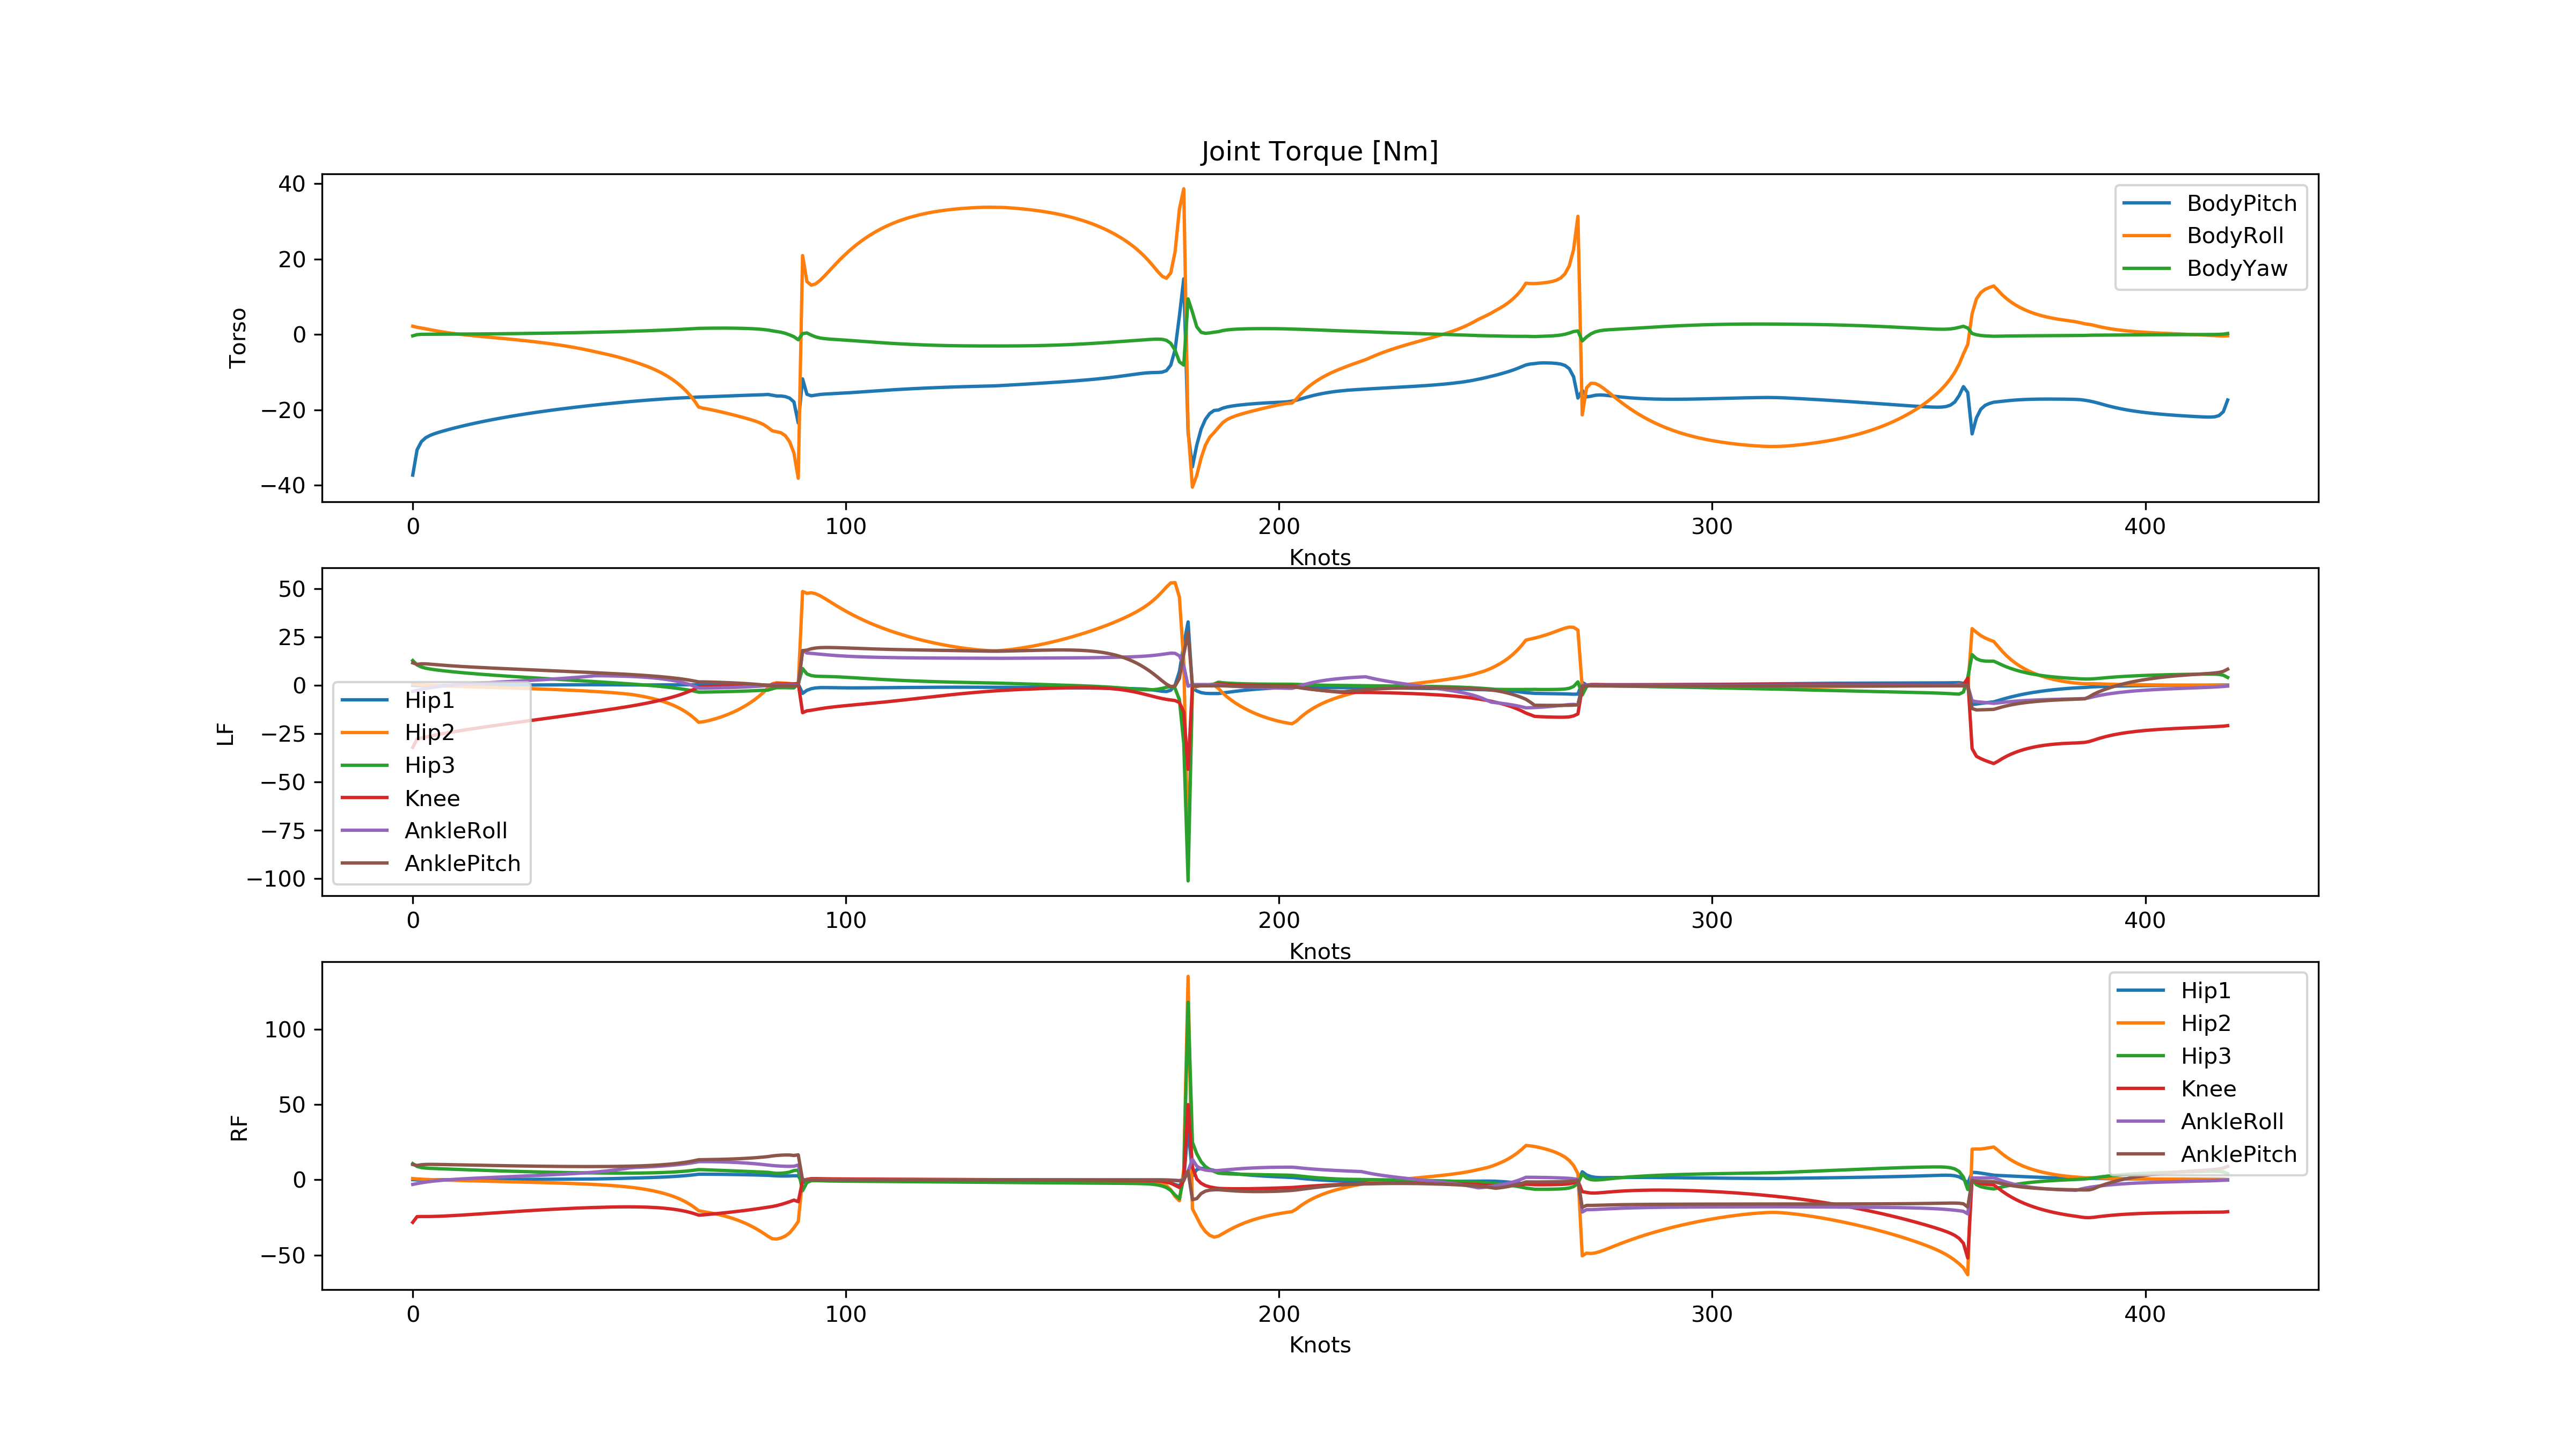 Joint Torque [Nm]
Torso
40
20
0
−20
−40
BodyPitch
BodyRoll
BodyYaw
0 100 200 300 400
Knots
LF
50
25
0
−25
−50
−75
−100
Hip1
Hip2
Hip3
Knee
AnkleRoll
AnklePitch
0 100 200 300 400
Knots
RF
100
50
0
−50
Hip1
Hip2
Hip3
Knee
AnkleRoll
AnklePitch
0 100 200 300 400
Knots